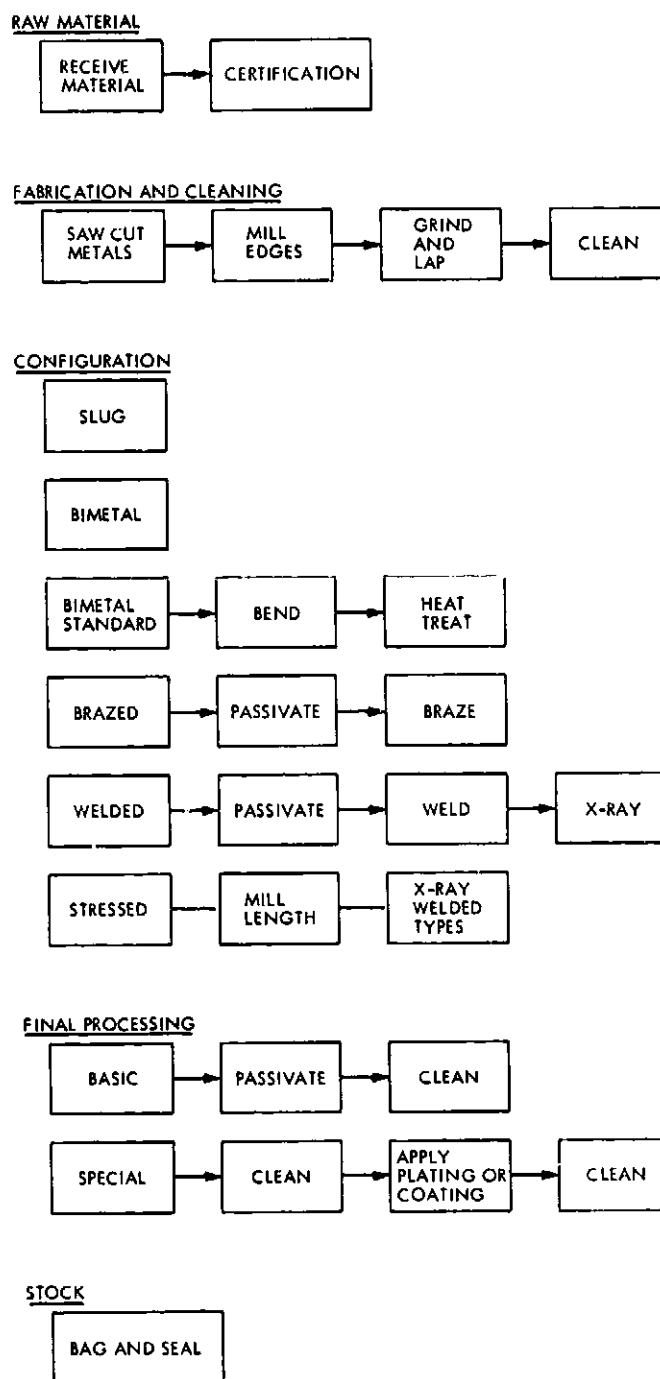 RAW MATERIAL
RECEIVE
MATERIAL
CERTIFICATION
FABRICATION AND CLEANING
SAW CUT
METALS
MILL
EDGES
GRIND
AND
LAP
CLEAN
CONFIGURATION
SLUG
BIMETAL
BIMETAL
STANDARD
BEND
HEAT
TREAT
BRAZED
PASSIVATE
BRAZE
WELDED
PASSIVATE
WELD
X-RAY
STRESSED
MILL
LENGTH
X-RAY
WELDED
TYPES
FINAL PROCESSING
BASIC
PASSIVATE
CLEAN
SPECIAL
CLEAN
APPLY
PLATING OR
COATING
CLEAN
STOCK
BAG AND SEAL